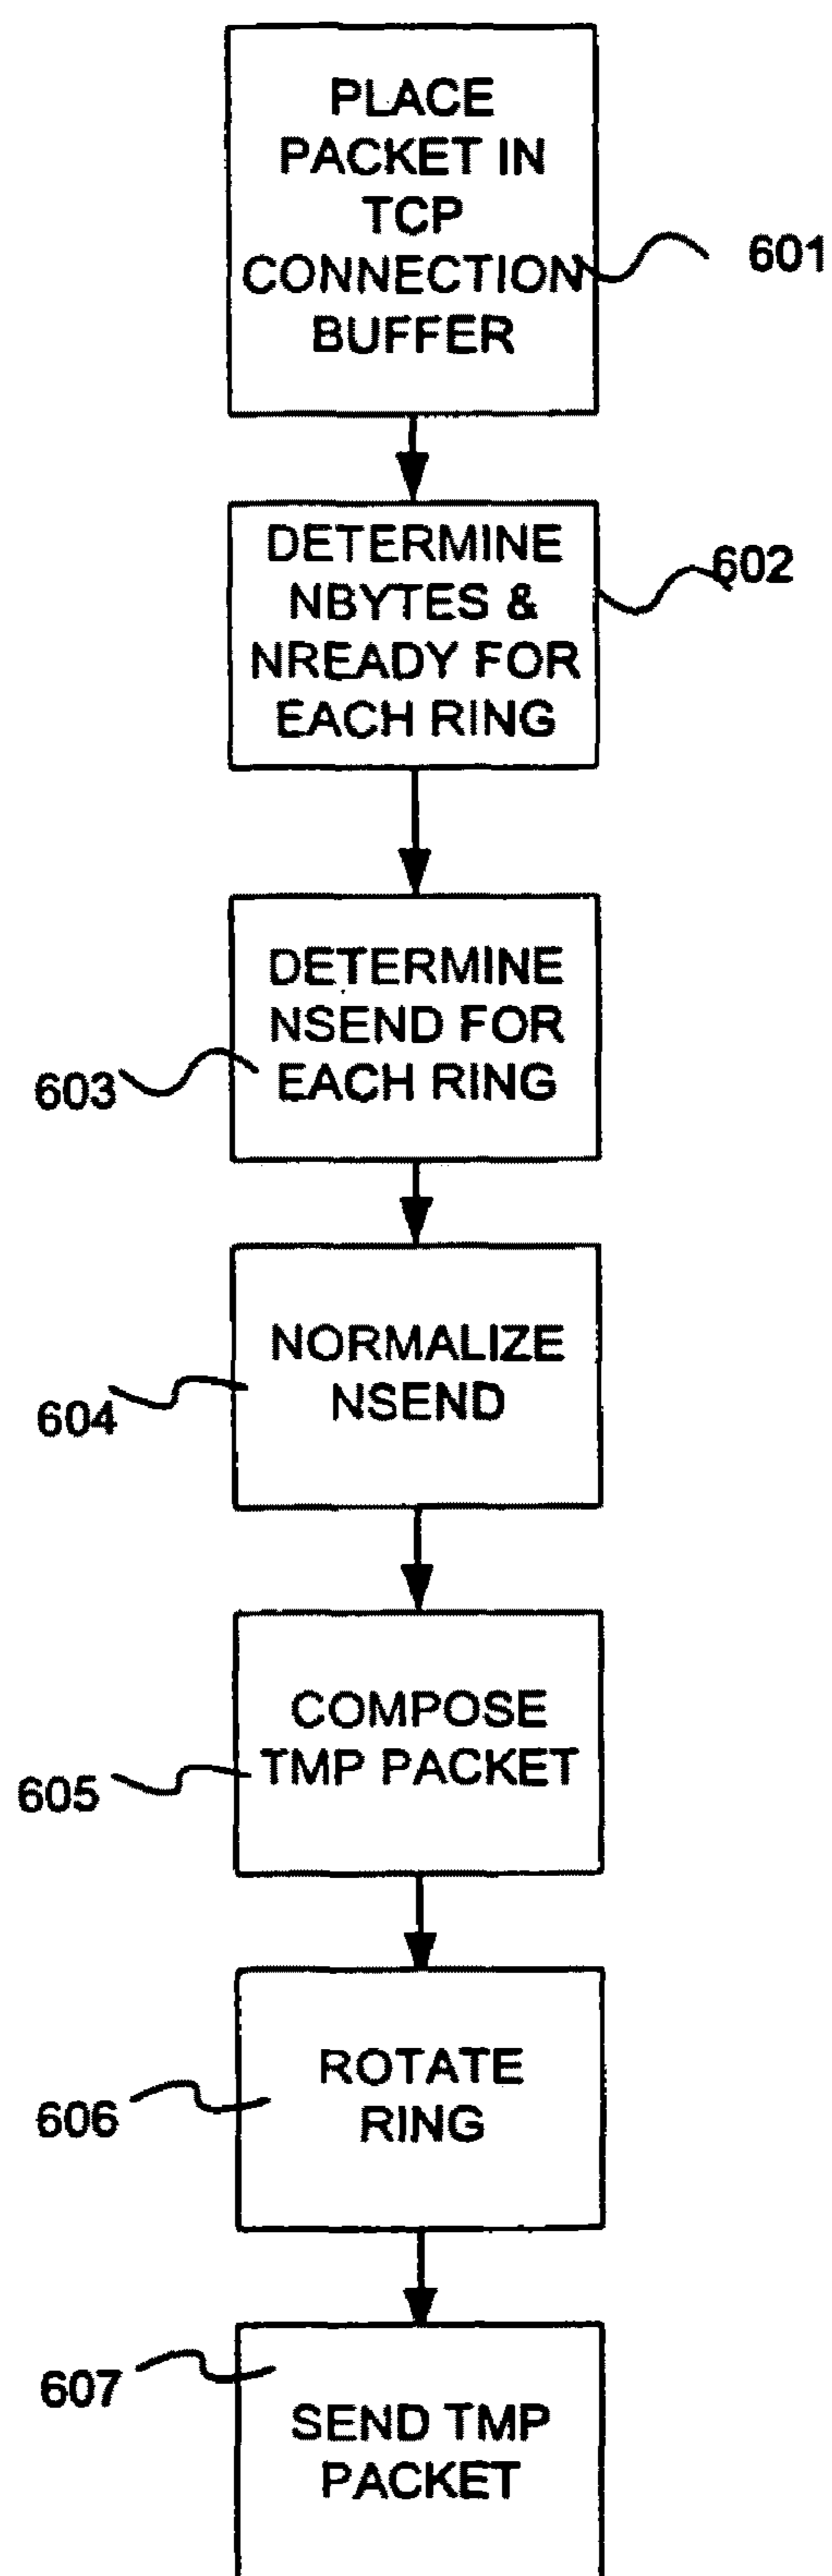 PLACE
PACKET IN
TCP
CONNECTION
BUFFER
601
DETERMINE
NBYTES &
NREADY FOR
EACH RING
602
DETERMINE
NSEND FOR
EACH RING
603
NORMALIZE
NSEND
604
COMPOSE
TMP PACKET
605
ROTATE
RING
606
607
SEND TMP
PACKET